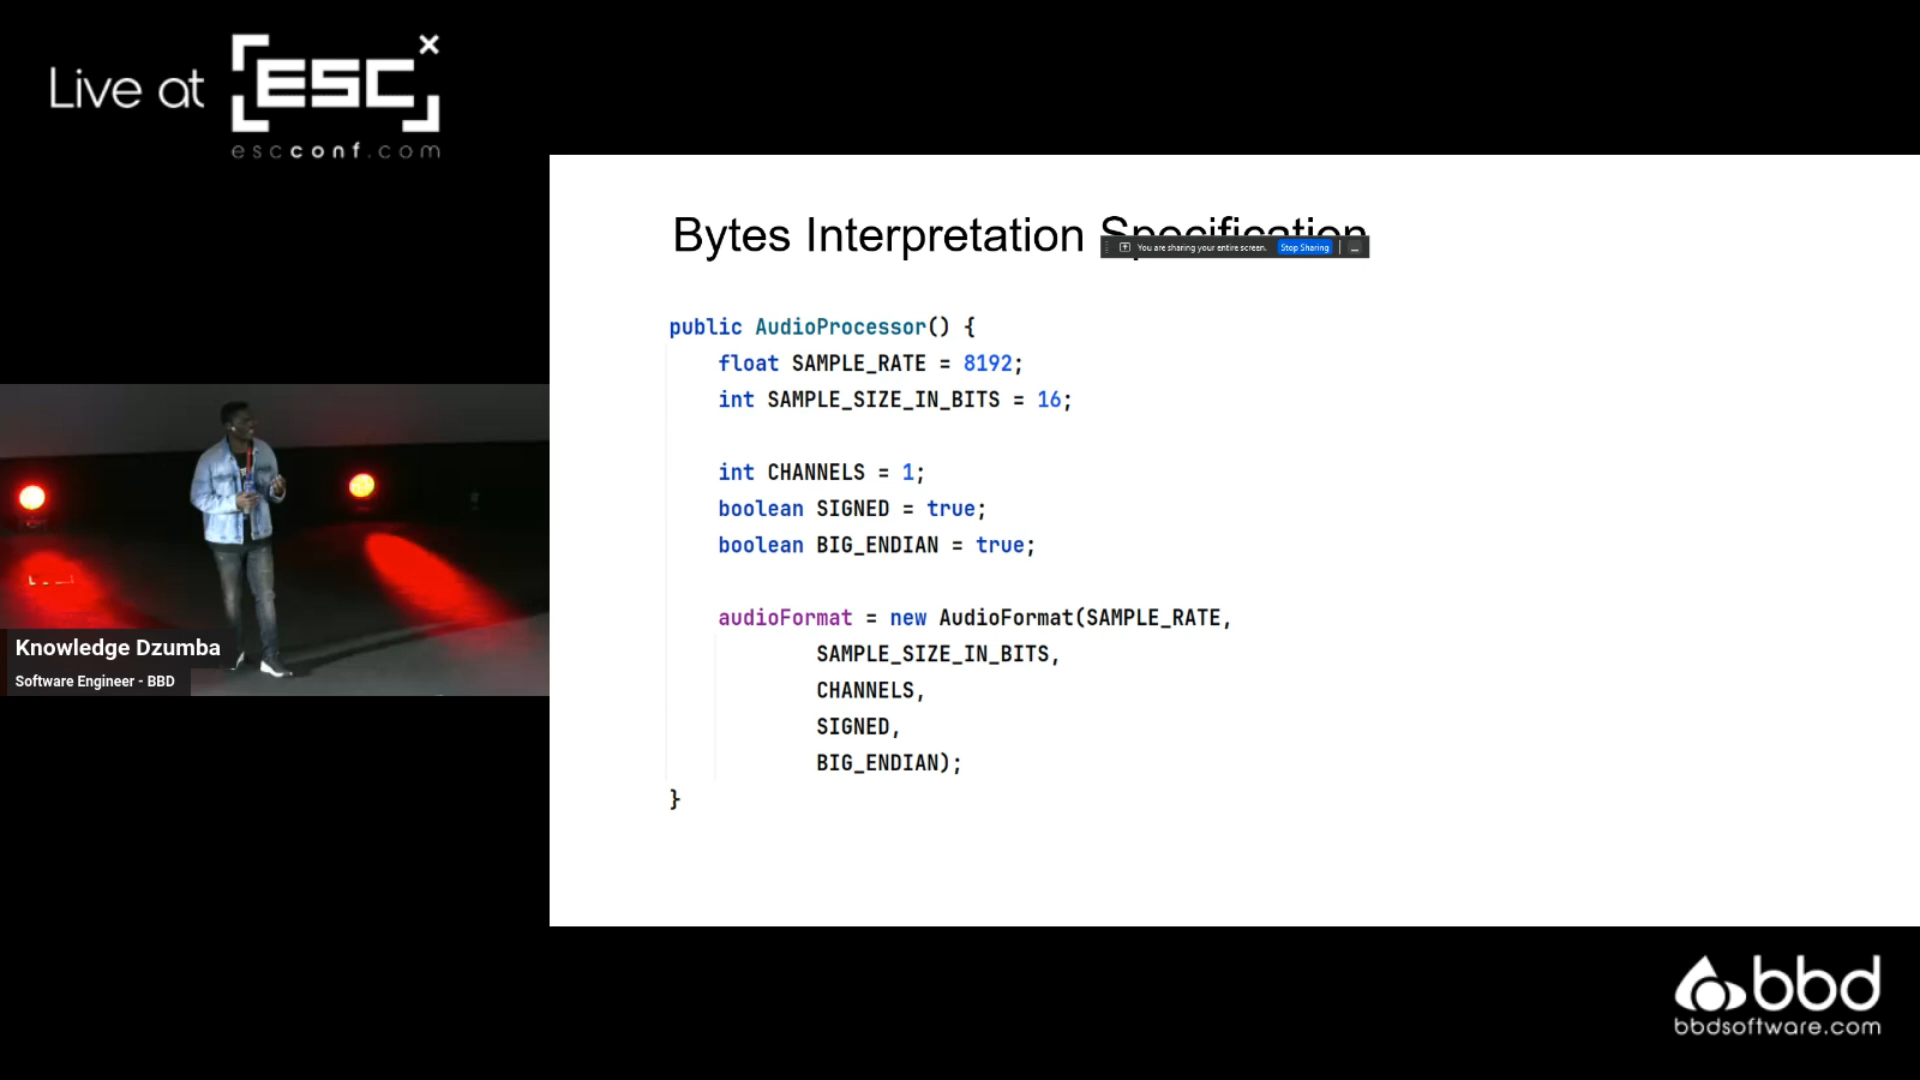 Live at [ESC]x
escconf.com
Bytes Interpretation Specification
You are sharing your entire screen. Stop Sharing
public AudioProcessor() {
float SAMPLE_RATE = 8192;
int SAMPLE_SIZE_IN_BITS = 16;
int CHANNELS = 1;
boolean SIGNED = true;
boolean BIG_ENDIAN = true;
audioFormat = new AudioFormat(SAMPLE_RATE,
SAMPLE_SIZE_IN_BITS,
CHANNELS,
SIGNED,
BIG_ENDIAN);
}
Knowledge Dzumba
Software Engineer - BBD
bbd
bbdsoftware.com